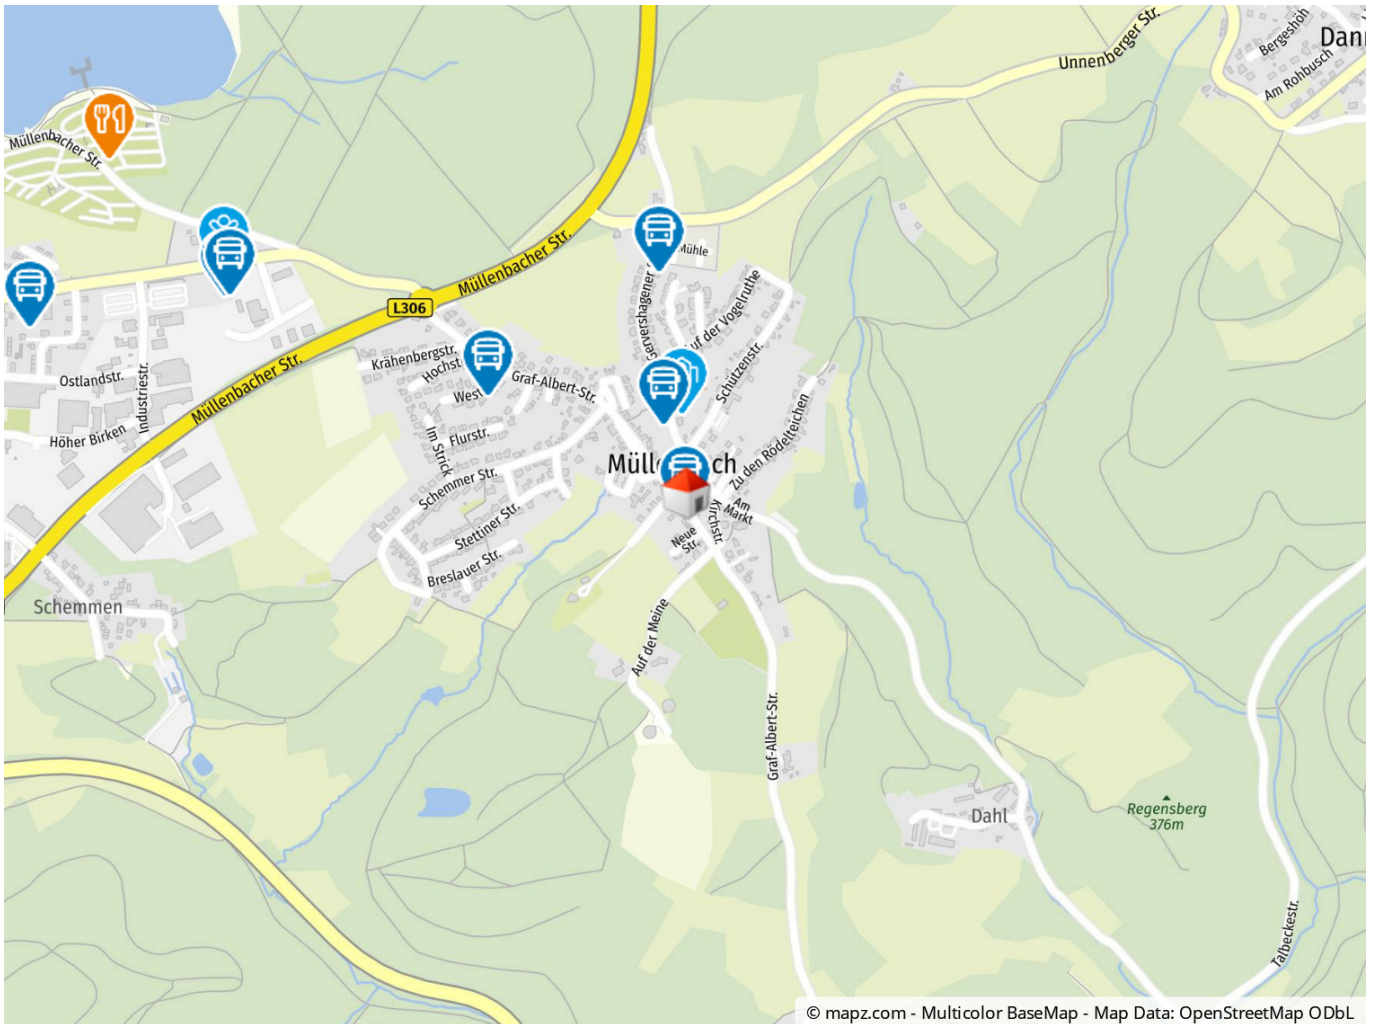 Unnenberger Str.
Bergeshöh
Dan
Am Rohbusch
Müllenbacher Str.
Müllenbacher Str.
Mühle
L306
Gervershagener
Auf der Vogelruthe
Krähenbergstr.
Hochst
West
Graf-Albert-Str.
Schützenstr.
Ostlandstr.
Industriestr.
Müllenbacher Str.
Höher Birken
Flurstr.
Im Strick
Zu den Rödelteichen
Müll ch
Schemmer Str.
Am
Markt
Kirchstr.
Stettiner Str.
Neue
Str.
Breslauer Str.
Schemmen
Auf der Meine
Graf-Albert-Str.
Dahl
Regensberg
376m
Talbeckestr.
© mapz.com - Multicolor BaseMap - Map Data: OpenStreetMap ODbL